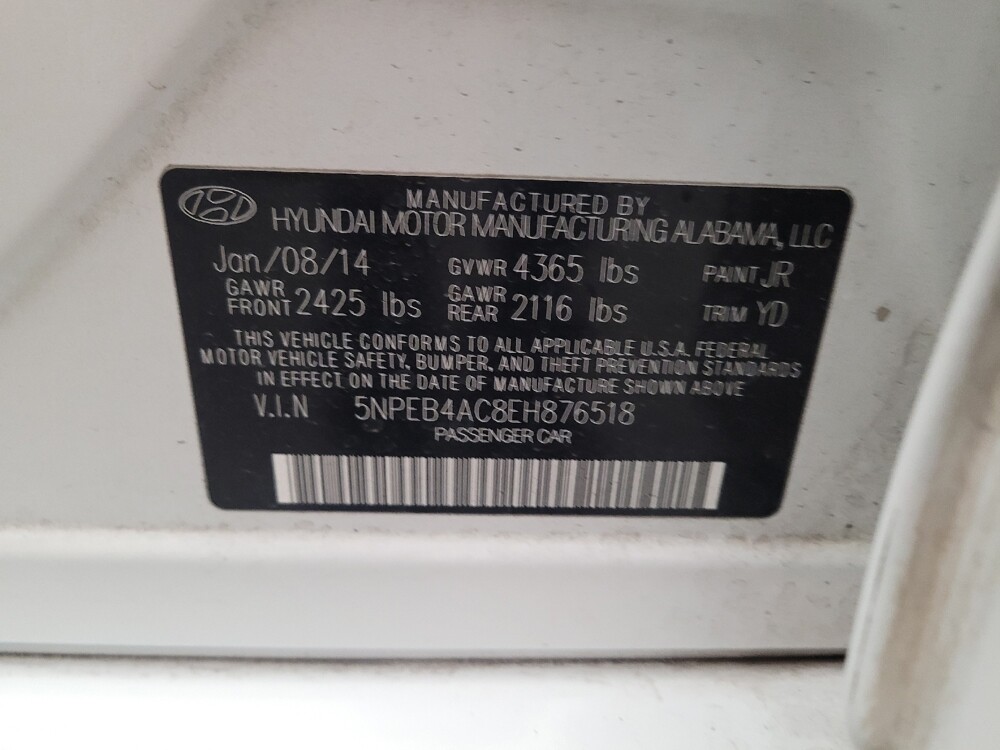 MANUFACTURED BY
HYUNDAI MOTOR MANUFACTURING ALABAMA, LLC
Jan/08/14 GVWR 4365 lbs PAINT JR
GAWR FRONT 2425 lbs GAWR REAR 2116 lbs TRIM YD
THIS VEHICLE CONFORMS TO ALL APPLICABLE U.S.A. FEDERAL
MOTOR VEHICLE SAFETY, BUMPER, AND THEFT PREVENTION STANDARDS
IN EFFECT ON THE DATE OF MANUFACTURE SHOWN ABOVE
V.I.N 5NPEB4AC8EH876518
PASSENGER CAR